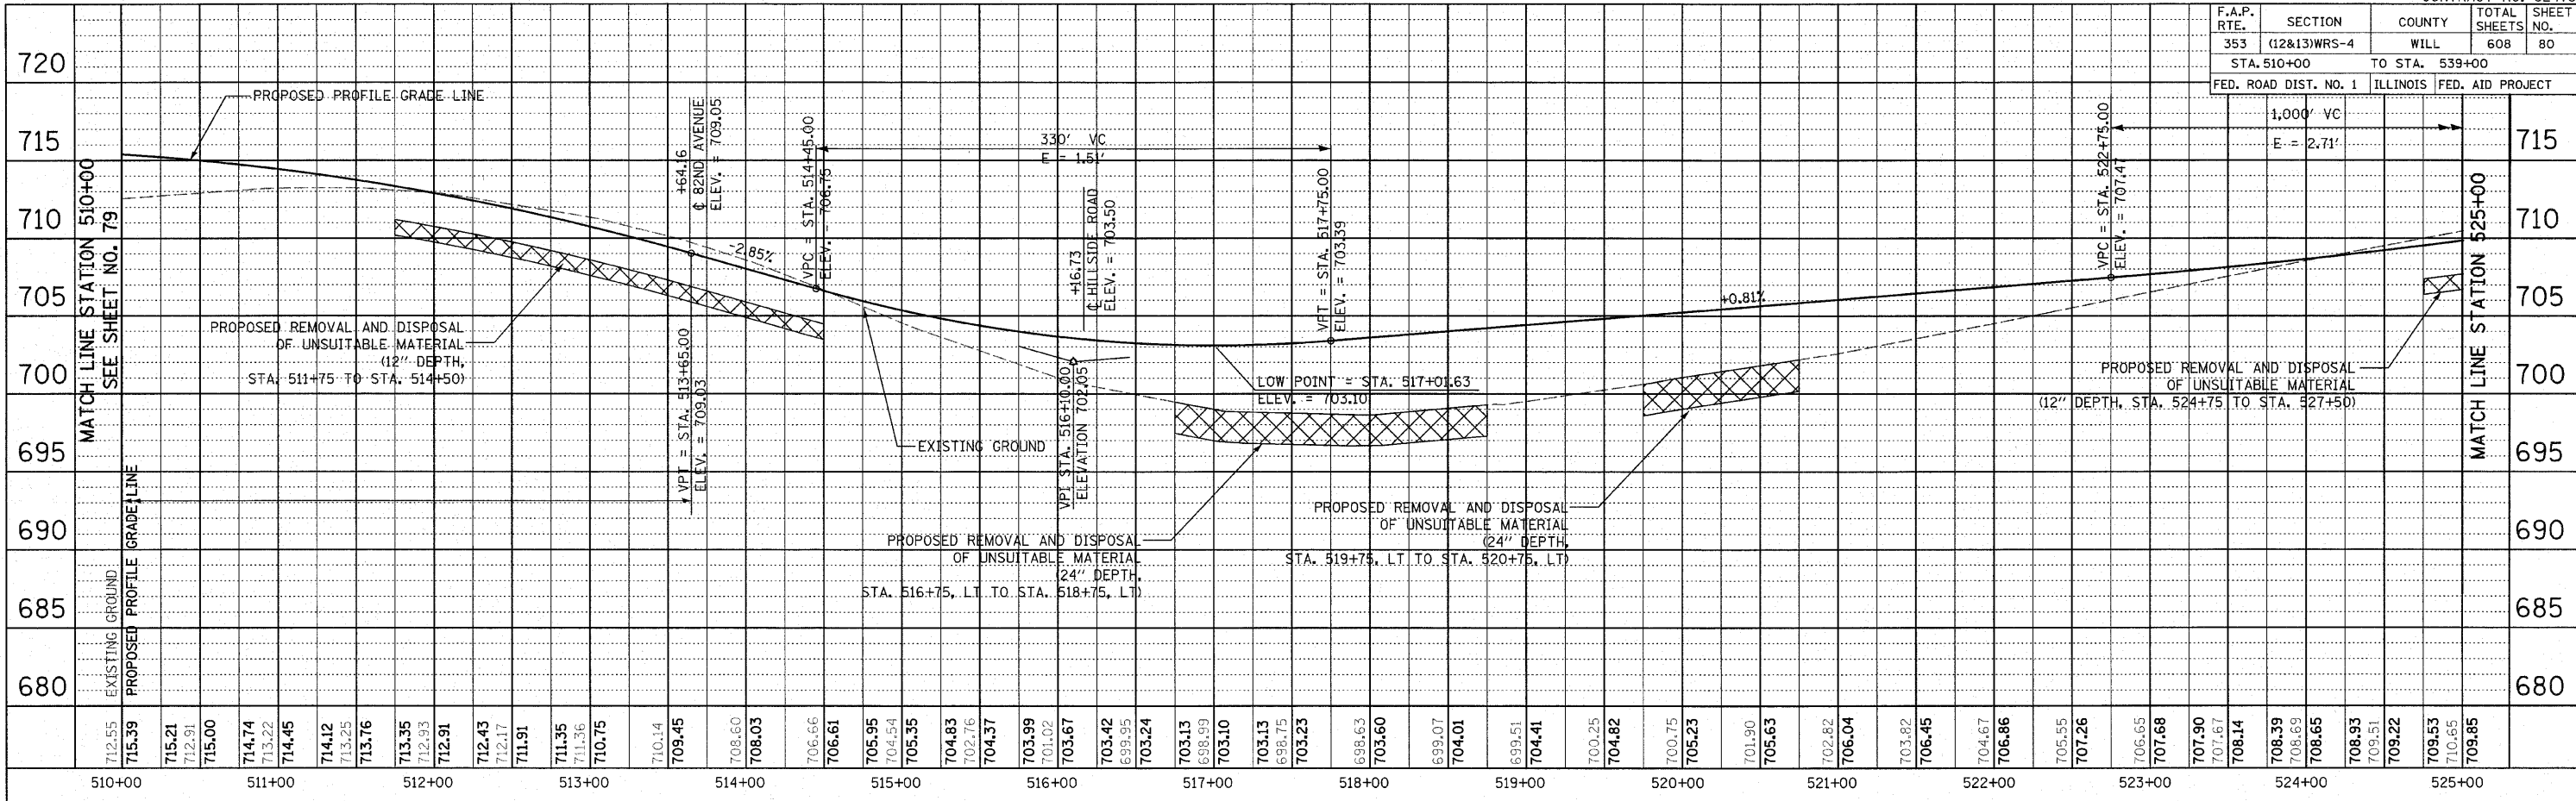 F.A.P. RTE. SECTION COUNTY TOTAL SHEETS SHEET NO.
353 (12&13)WRS-4 WILL 608 80
STA. 510+00 TO STA. 539+00
FED. ROAD DIST. NO. 1 ILLINOIS FED. AID PROJECT
720
715
710
705
700
695
690
685
680
MATCH LINE STATION 510+00
SEE SHEET NO. 79
PROPOSED PROFILE GRADE LINE
℄ 82ND AVENUE
+64.16
ELEV. = 709.05
-2.85%
VPC = STA. 514+45.00
ELEV. = 706.75
330' VC
E = 1.51'
+16.73
℄ HILLSIDE ROAD
ELEV. = 703.50
VPT = STA. 517+75.00
ELEV. = 703.39
+0.81%
VPC = STA. 522+75.00
ELEV. = 707.47
1,000' VC
E = 2.71'
715
710
705
700
695
690
685
680
MATCH LINE STATION 525+00
PROPOSED REMOVAL AND DISPOSAL
OF UNSUITABLE MATERIAL
(12" DEPTH,
STA. 511+75 TO STA. 514+50)
VPT = STA. 513+65.00
ELEV. = 709.03
EXISTING GROUND
VPI STA. 516+10.00
ELEVATION 702.05
LOW POINT = STA. 517+01.63
ELEV. = 703.10
PROPOSED REMOVAL AND DISPOSAL
OF UNSUITABLE MATERIAL
(24" DEPTH,
STA. 516+75, LT TO STA. 518+75, LT)
PROPOSED REMOVAL AND DISPOSAL
OF UNSUITABLE MATERIAL
(24" DEPTH,
STA. 519+75, LT TO STA. 520+75, LT)
PROPOSED REMOVAL AND DISPOSAL
OF UNSUITABLE MATERIAL
(12" DEPTH, STA. 524+75 TO STA. 527+50)
EXISTING GROUND
PROPOSED PROFILE GRADE LINE
712.55 715.39 715.21 712.91 715.00 714.74 713.22 714.45 714.12 713.25 713.76 713.35 712.93 712.91 712.43 712.17 711.91 711.35 711.36 710.75 710.14 709.45 708.60 708.03 706.66 706.61 705.95 704.54 705.35 704.83 702.76 704.37 703.99 701.02 703.67 703.42 699.95 703.24 703.13 698.99 703.10 703.13 698.75 703.23 698.63 703.60 699.07 704.01 699.51 704.41 700.25 704.82 700.75 705.23 701.90 705.63 702.82 706.04 703.82 706.45 704.67 706.86 705.55 707.26 706.65 707.68 707.90 707.67 708.14 708.39 708.69 708.65 708.93 709.51 709.22 709.53 710.65 709.85
510+00 511+00 512+00 513+00 514+00 515+00 516+00 517+00 518+00 519+00 520+00 521+00 522+00 523+00 524+00 525+00